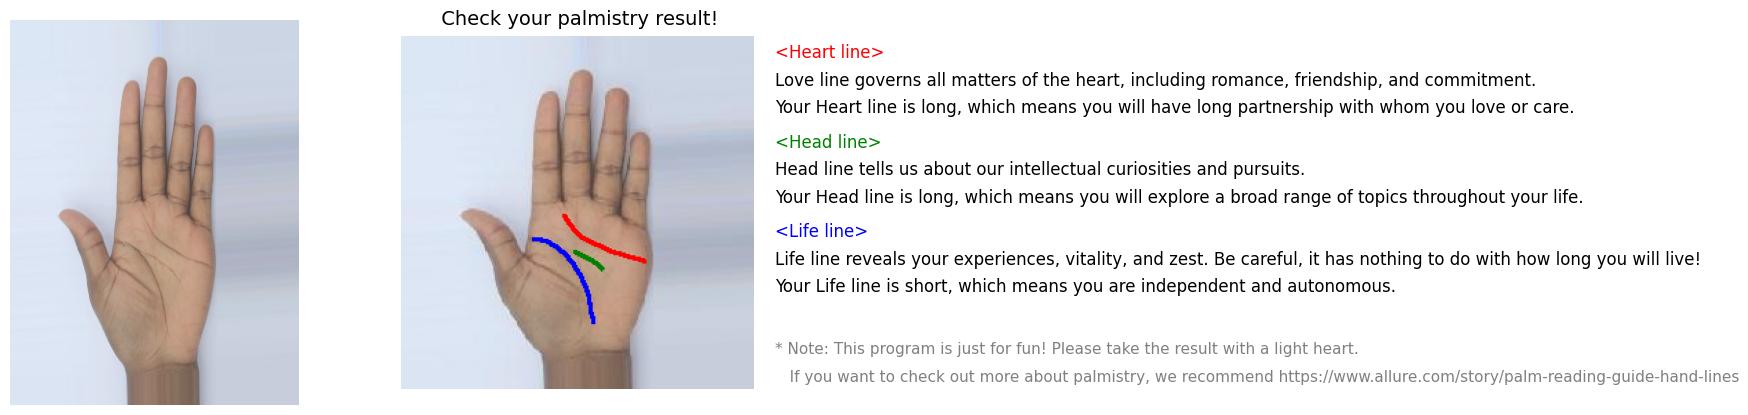 Check your palmistry result!
<Heart line>
Love line governs all matters of the heart, including romance, friendship, and commitment.
Your Heart line is long, which means you will have long partnership with whom you love or care.
<Head line>
Head line tells us about our intellectual curiosities and pursuits.
Your Head line is long, which means you will explore a broad range of topics throughout your life.
<Life line>
Life line reveals your experiences, vitality, and zest. Be careful, it has nothing to do with how long you will live!
Your Life line is short, which means you are independent and autonomous.
* Note: This program is just for fun! Please take the result with a light heart.
If you want to check out more about palmistry, we recommend https://www.allure.com/story/palm-reading-guide-hand-lines